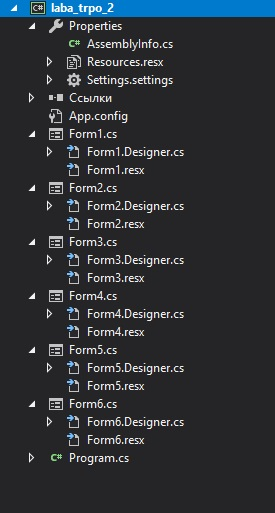 C# laba_trpo_2
Properties
C# AssemblyInfo.cs
Resources.resx
Settings.settings
Ссылки
App.config
Form1.cs
Form1.Designer.cs
Form1.resx
Form2.cs
Form2.Designer.cs
Form2.resx
Form3.cs
Form3.Designer.cs
Form3.resx
Form4.cs
Form4.Designer.cs
Form4.resx
Form5.cs
Form5.Designer.cs
Form5.resx
Form6.cs
Form6.Designer.cs
Form6.resx
C# Program.cs